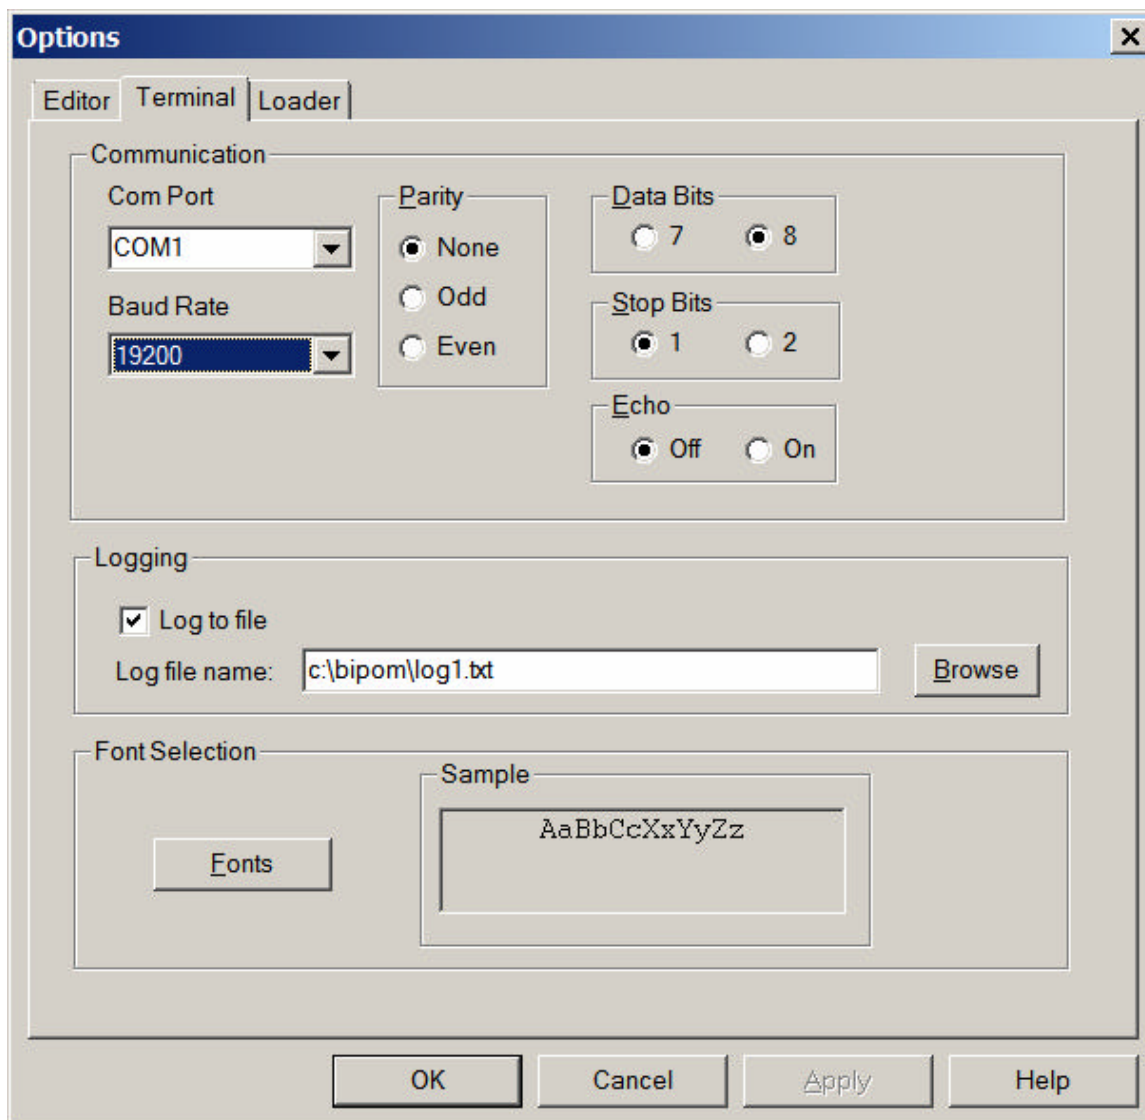 Options
Editor Terminal Loader
Communication
Com Port
COM1
Baud Rate
19200
Parity
None
Odd
Even
Data Bits
7 8
Stop Bits
1 2
Echo
Off On
Logging
Log to file
Log file name: c:\bipom\log1.txt Browse
Font Selection
Fonts
Sample
AaBbCcXxYyZz
OK Cancel Apply Help